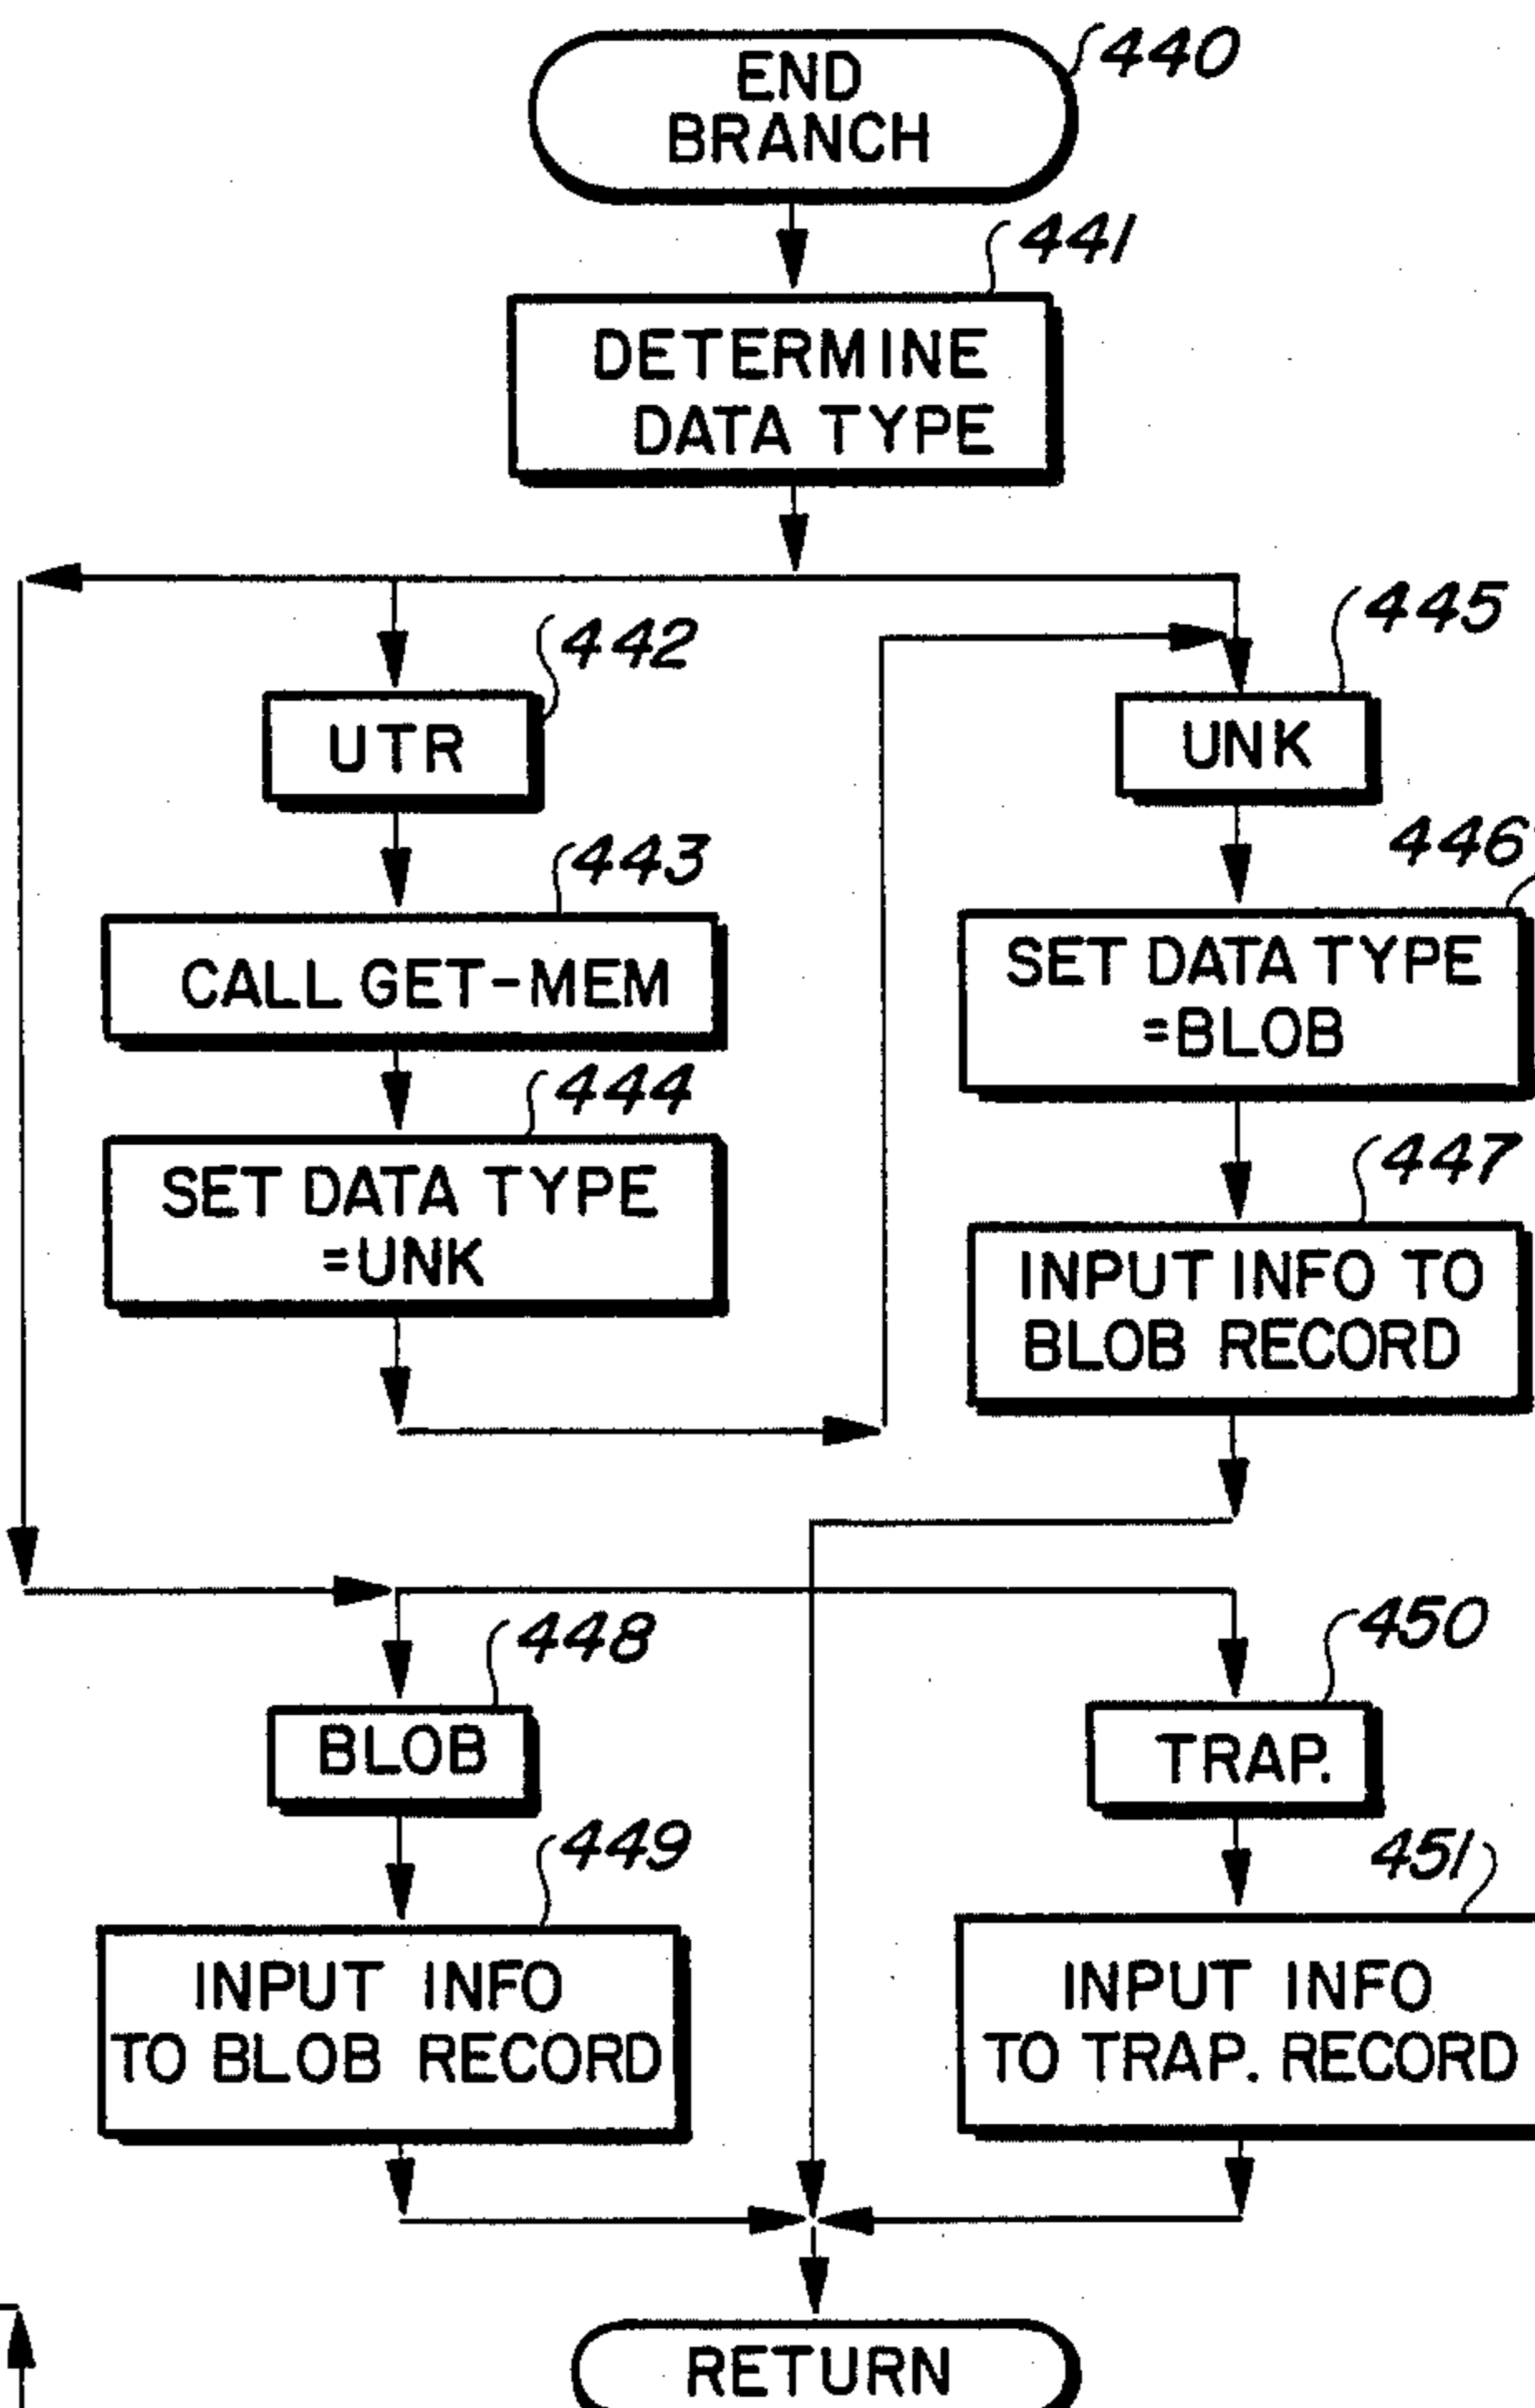 END
BRANCH
440
441
DETERMINE
DATA TYPE
442
445
UTR
UNK
443
446
CALL GET-MEM
SET DATA TYPE
=BLOB
444
SET DATA TYPE
=UNK
447
INPUT INFO TO
BLOB RECORD
448
450
BLOB
TRAP.
449
451
INPUT INFO
TO BLOB RECORD
INPUT INFO
TO TRAP. RECORD
RETURN